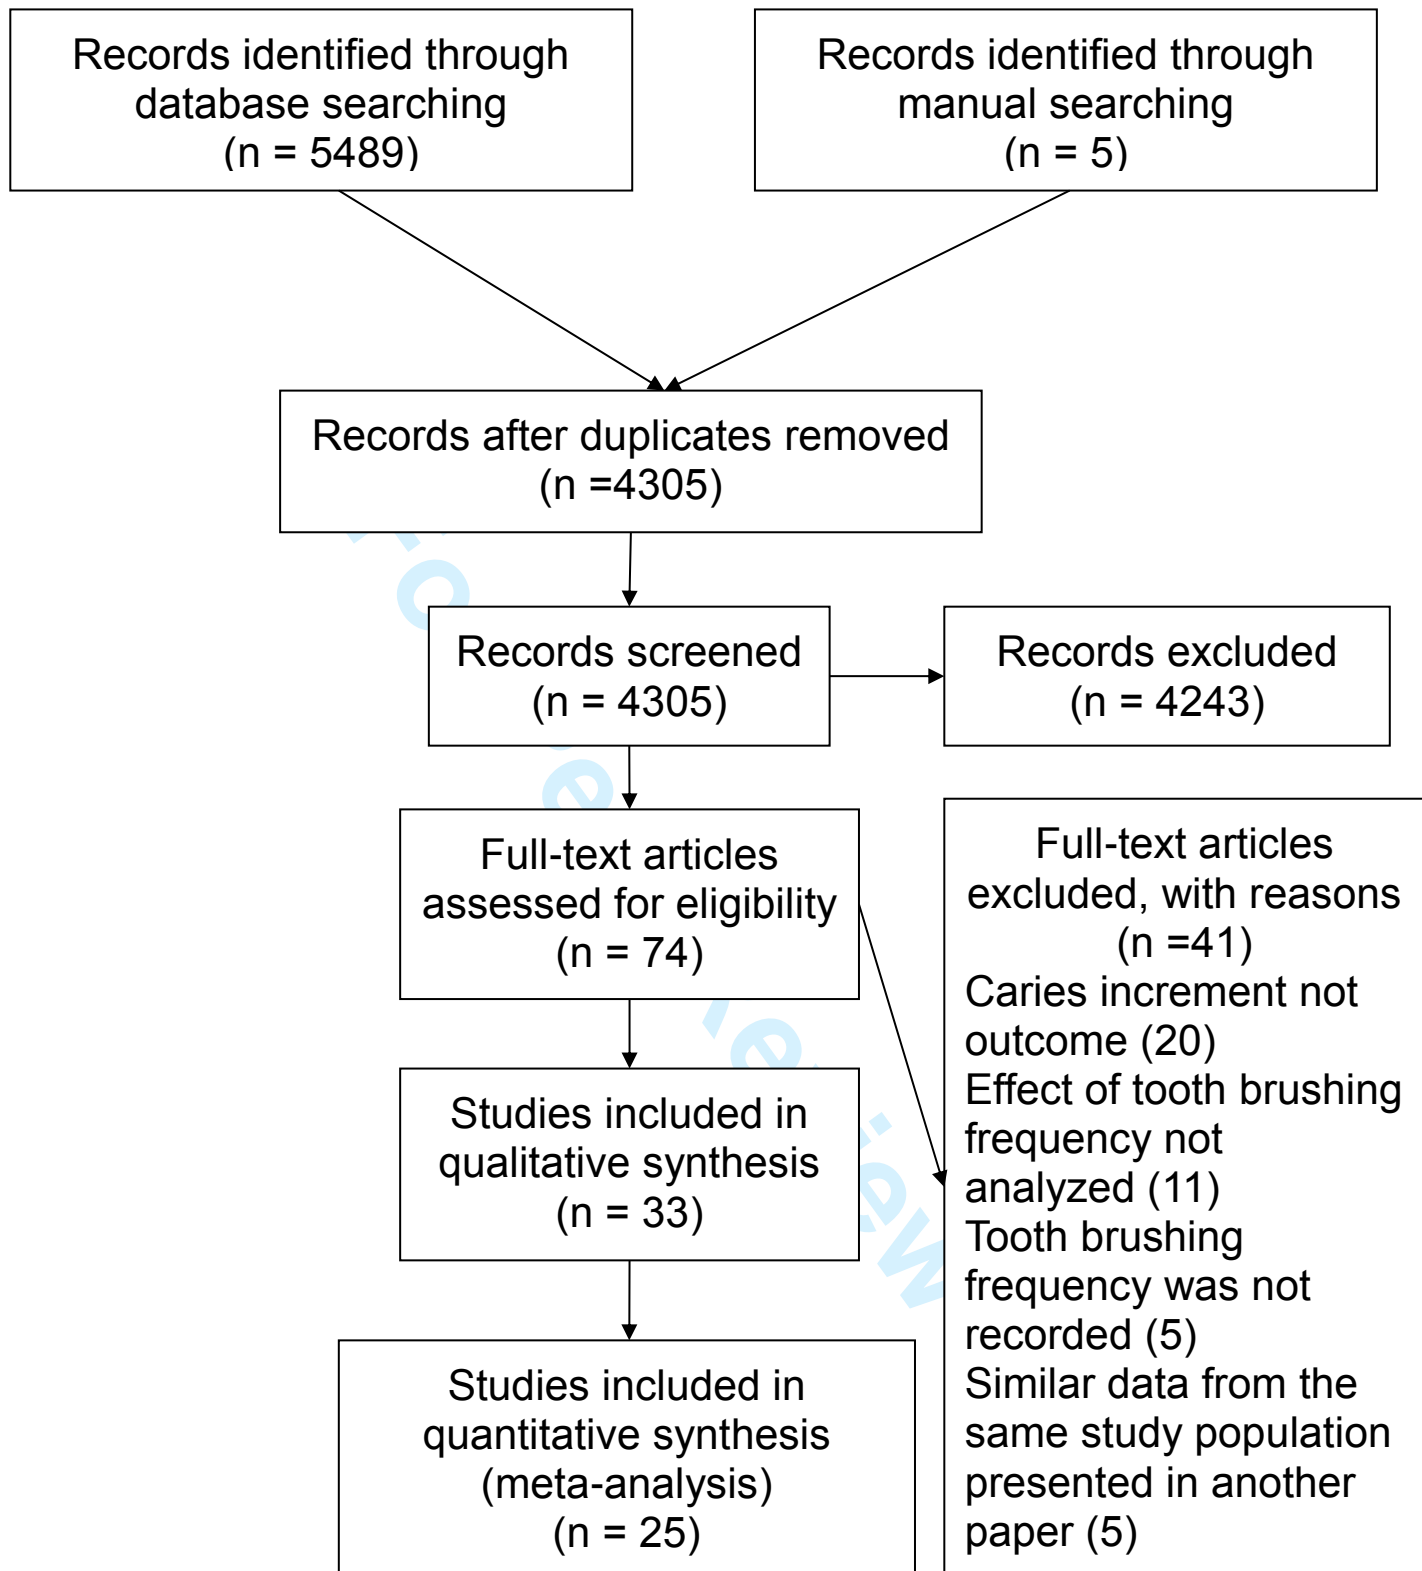 Records identified through
database searching
(n = 5489)
Records identified through
manual searching
(n = 5)
Records after duplicates removed
(n =4305)
Records screened
(n = 4305)
Records excluded
(n = 4243)
Full-text articles
assessed for eligibility
(n = 74)
Full-text articles
excluded, with reasons
(n =41)
Caries increment not
outcome (20)
Effect of tooth brushing
frequency not
analyzed (11)
Tooth brushing
frequency was not
recorded (5)
Similar data from the
same study population
presented in another
paper (5)
Studies included in
qualitative synthesis
(n = 33)
Studies included in
quantitative synthesis
(meta-analysis)
(n = 25)